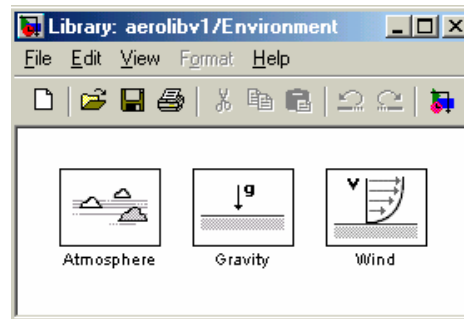 Library: aerolibv1/Environment
File Edit View Format Help
g
v
Atmosphere Gravity Wind